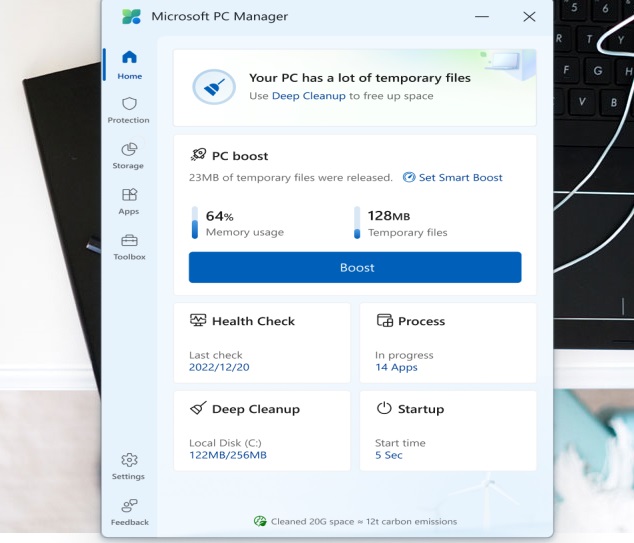 Microsoft PC Manager
Home
Protection
Storage
Apps
Toolbox
Settings
Feedback
Your PC has a lot of temporary files
Use Deep Cleanup to free up space
PC boost
23MB of temporary files were released. Set Smart Boost
64% 128MB
Memory usage Temporary files
Boost
Health Check
Last check
2022/12/20
Process
In progress
14 Apps
Deep Cleanup
Local Disk (C:)
122MB/256MB
Startup
Start time
5 Sec
Cleaned 20G space ≈ 12t carbon emissions
5 6
R T
F G H
V B